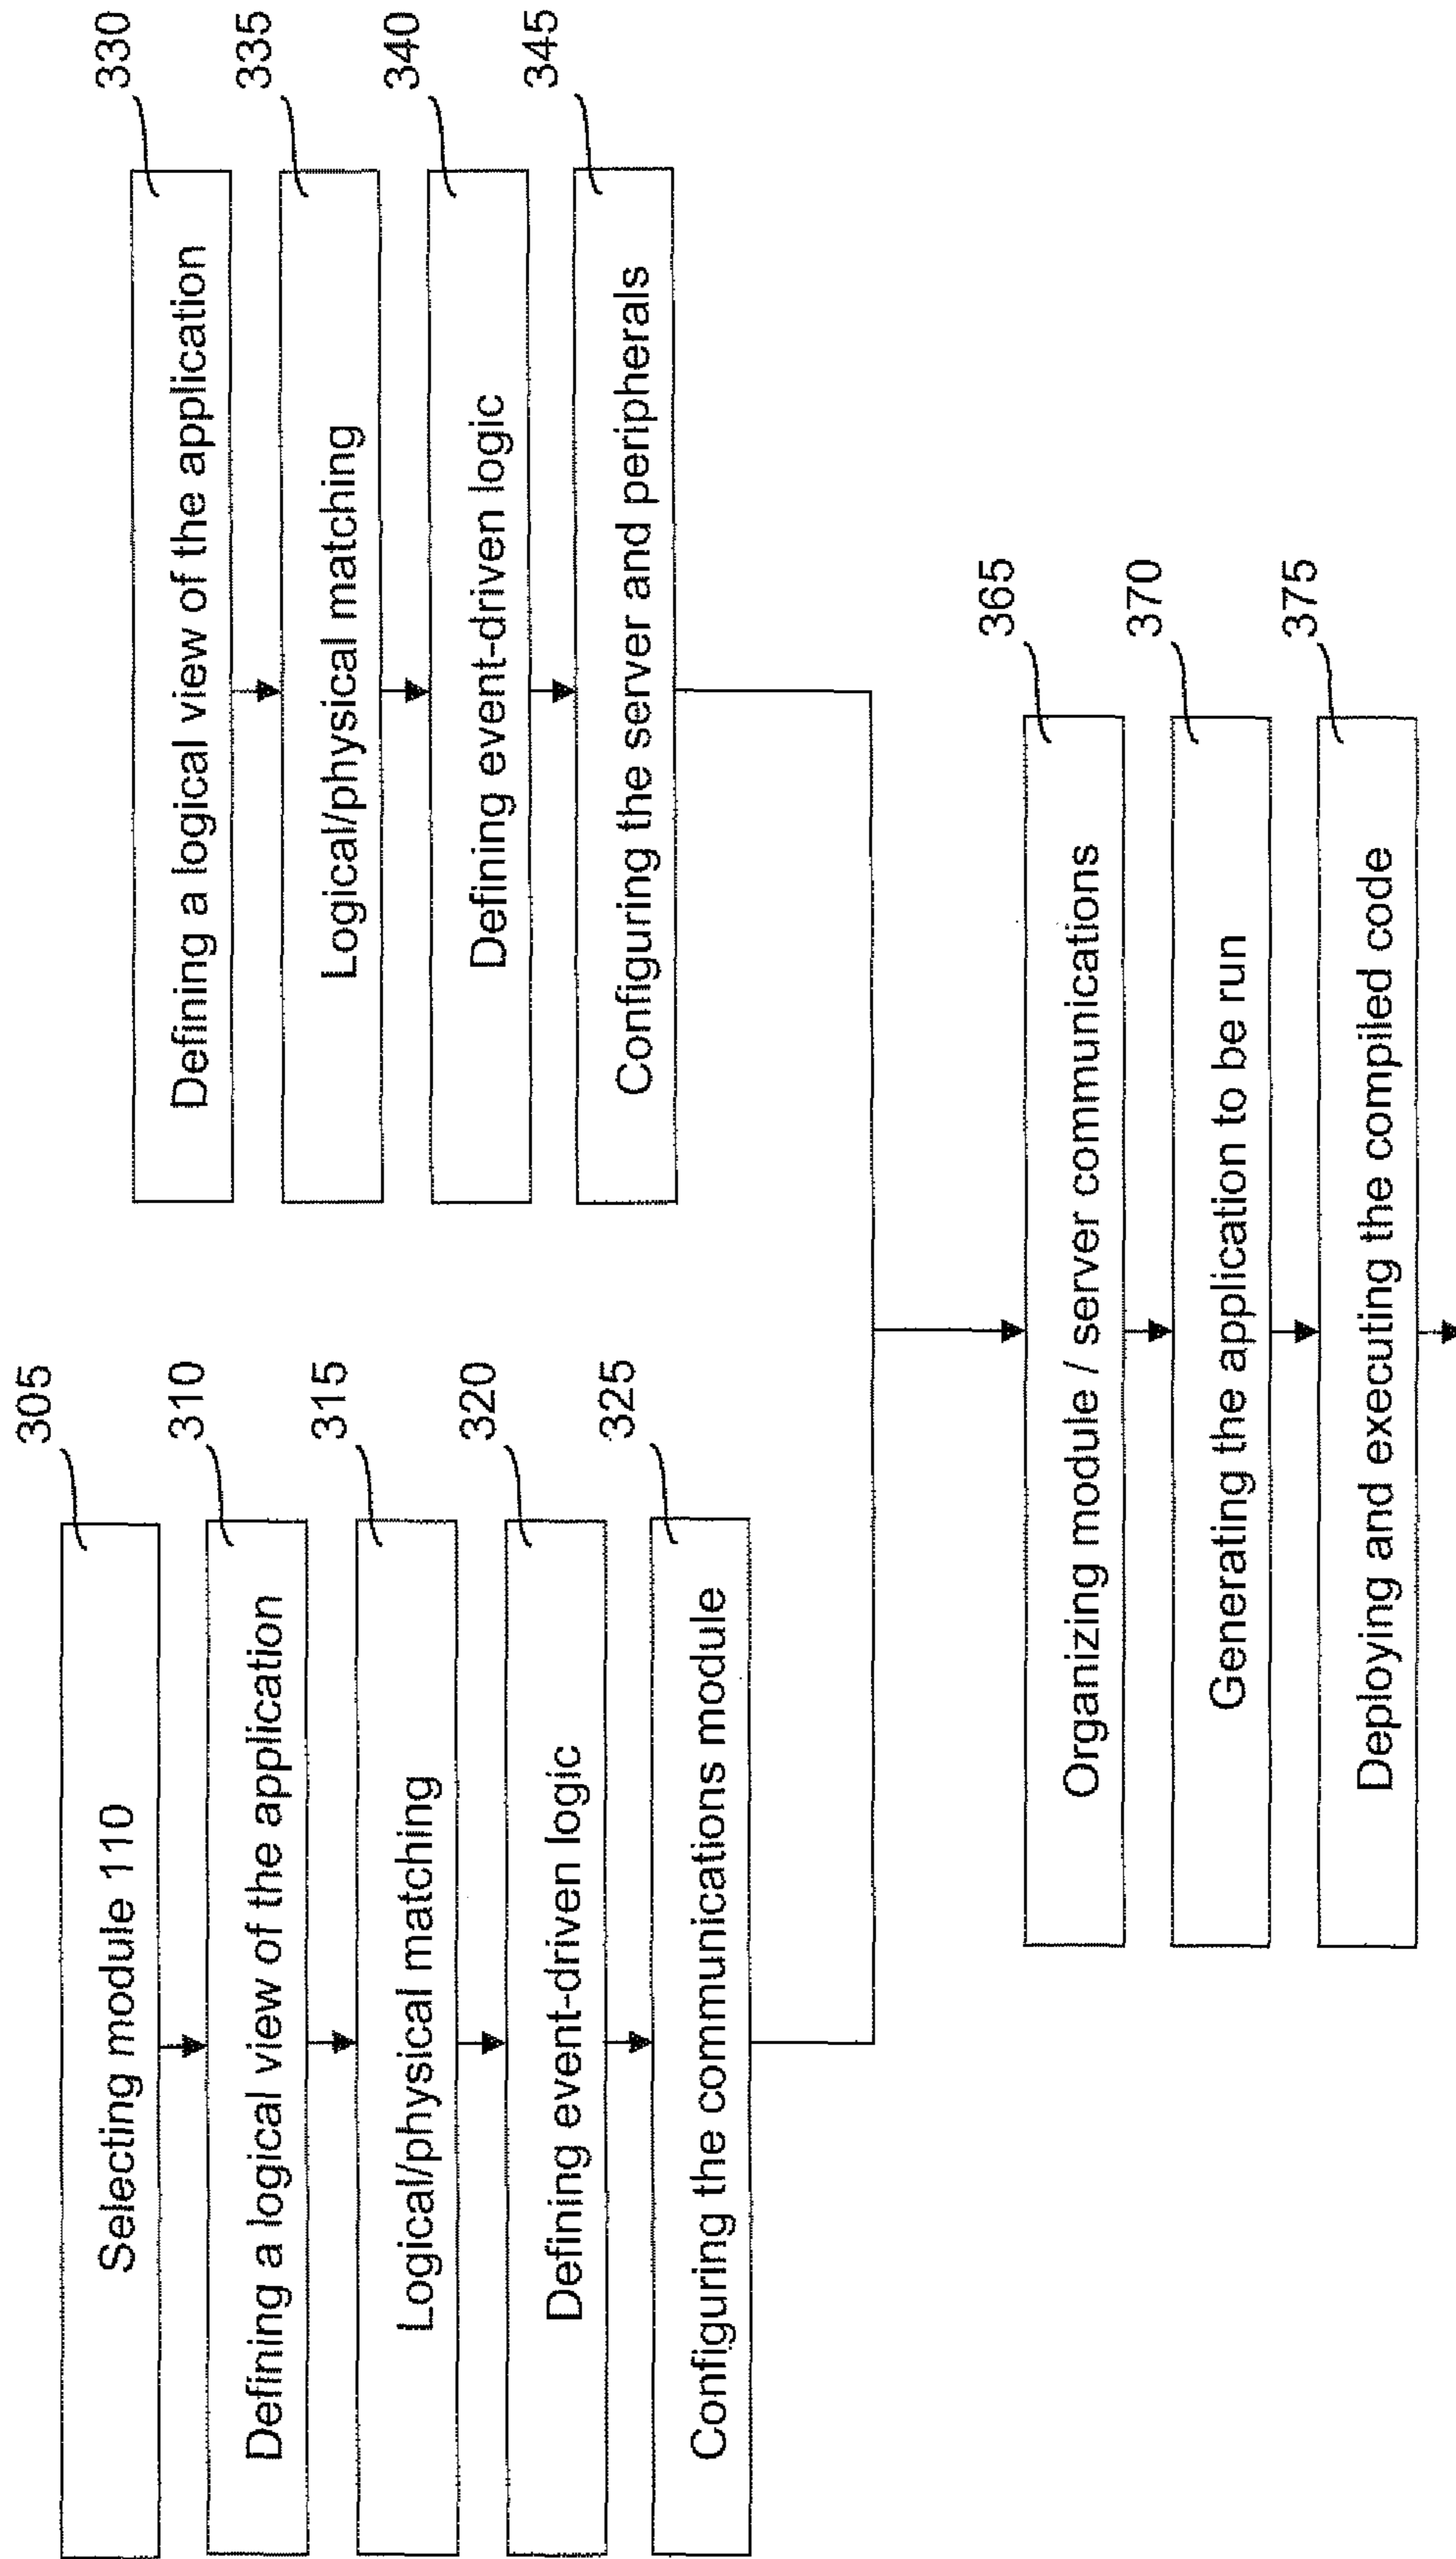 305
Selecting module 110
310
Defining a logical view of the application
315
Logical/physical matching
320
Defining event-driven logic
325
Configuring the communications module
330
Defining a logical view of the application
335
Logical/physical matching
340
Defining event-driven logic
345
Configuring the server and peripherals
365
Organizing module / server communications
370
Generating the application to be run
375
Deploying and executing the compiled code